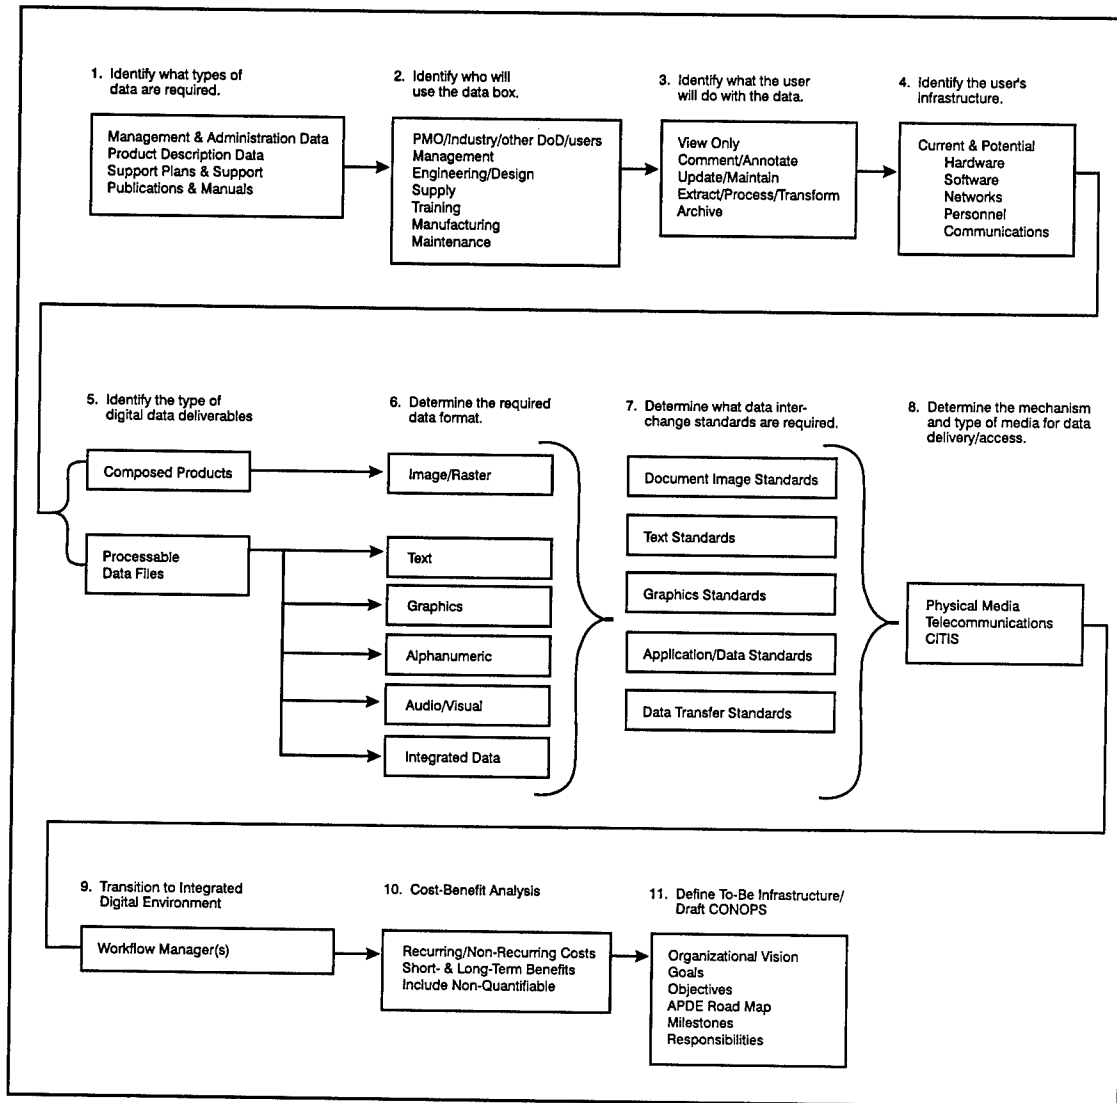 1. Identify what types of
data are required.
Management & Administration Data
Product Description Data
Support Plans & Support
Publications & Manuals
2. Identify who will
use the data box.
PMO/Industry/other DoD/users
Management
Engineering/Design
Supply
Training
Manufacturing
Maintenance
3. Identify what the user
will do with the data.
View Only
Comment/Annotate
Update/Maintain
Extract/Process/Transform
Archive
4. Identify the user's
infrastructure.
Current & Potential
Hardware
Software
Networks
Personnel
Communications
5. Identify the type of
digital data deliverables
Composed Products
Processable
Data Files
6. Determine the required
data format.
Image/Raster
Text
Graphics
Alphanumeric
Audio/Visual
Integrated Data
7. Determine what data inter-
change standards are required.
Document Image Standards
Text Standards
Graphics Standards
Application/Data Standards
Data Transfer Standards
8. Determine the mechanism
and type of media for data
delivery/access.
Physical Media
Telecommunications
CITIS
9. Transition to Integrated
Digital Environment
Workflow Manager(s)
10. Cost-Benefit Analysis
Recurring/Non-Recurring Costs
Short- & Long-Term Benefits
Include Non-Quantifiable
11. Define To-Be Infrastructure/
Draft CONOPS
Organizational Vision
Goals
Objectives
APDE Road Map
Milestones
Responsibilities